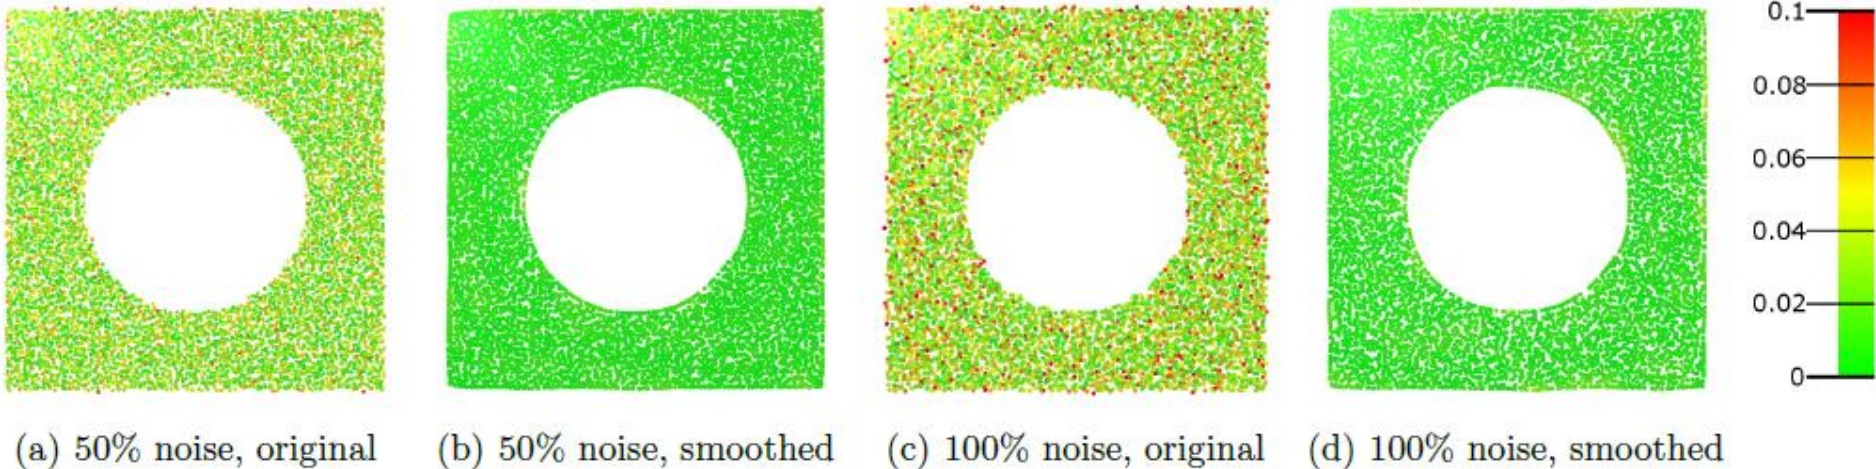 0.1
0.08
0.06
0.04
0.02
0
(a) 50% noise, original
(b) 50% noise, smoothed
(c) 100% noise, original
(d) 100% noise, smoothed